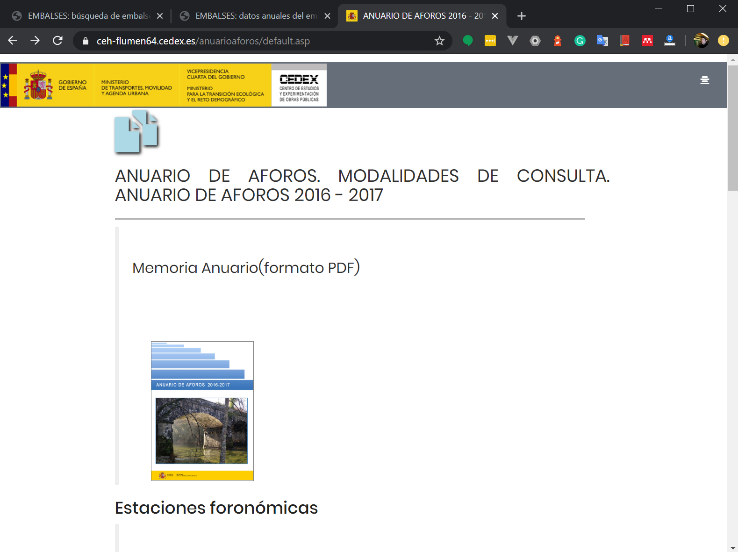 EMBALSES: búsqueda de embals
EMBALSES: datos anuales del em
ANUARIO DE AFOROS 2016 - 20
ceh-flumen64.cedex.es/anuarioaforos/default.asp
GOBIERNO
DE ESPAÑA
MINISTERIO
DE TRANSPORTES, MOVILIDAD
Y AGENDA URBANA
VICEPRESIDENCIA
CUARTA DEL GOBIERNO
MINISTERIO
PARA LA TRANSICIÓN ECOLÓGICA
Y EL RETO DEMOGRÁFICO
CEDEX
CENTRO DE ESTUDIOS
Y EXPERIMENTACIÓN
DE OBRAS PÚBLICAS
ANUARIO DE AFOROS. MODALIDADES DE CONSULTA.
ANUARIO DE AFOROS 2016 - 2017
Memoria Anuario(formato PDF)
ANUARIO DE AFOROS 2016-2017
Estaciones foronómicas